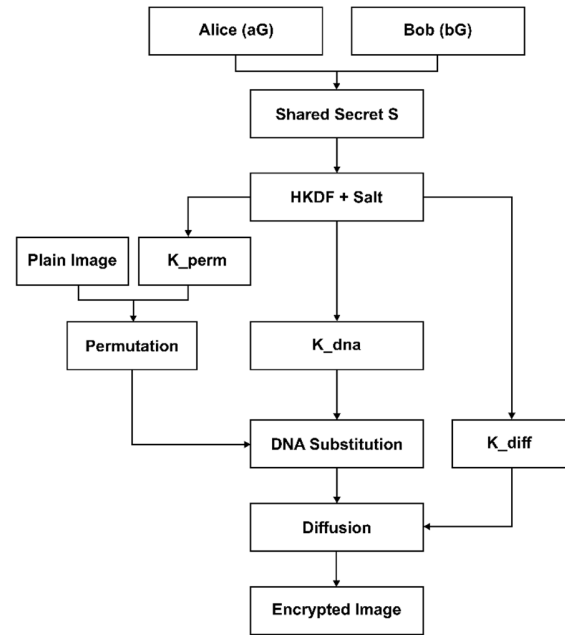 Alice (aG)
Bob (bG)
Shared Secret S
HKDF + Salt
Plain Image
K_perm
Permutation
K_dna
DNA Substitution
K_diff
Diffusion
Encrypted Image